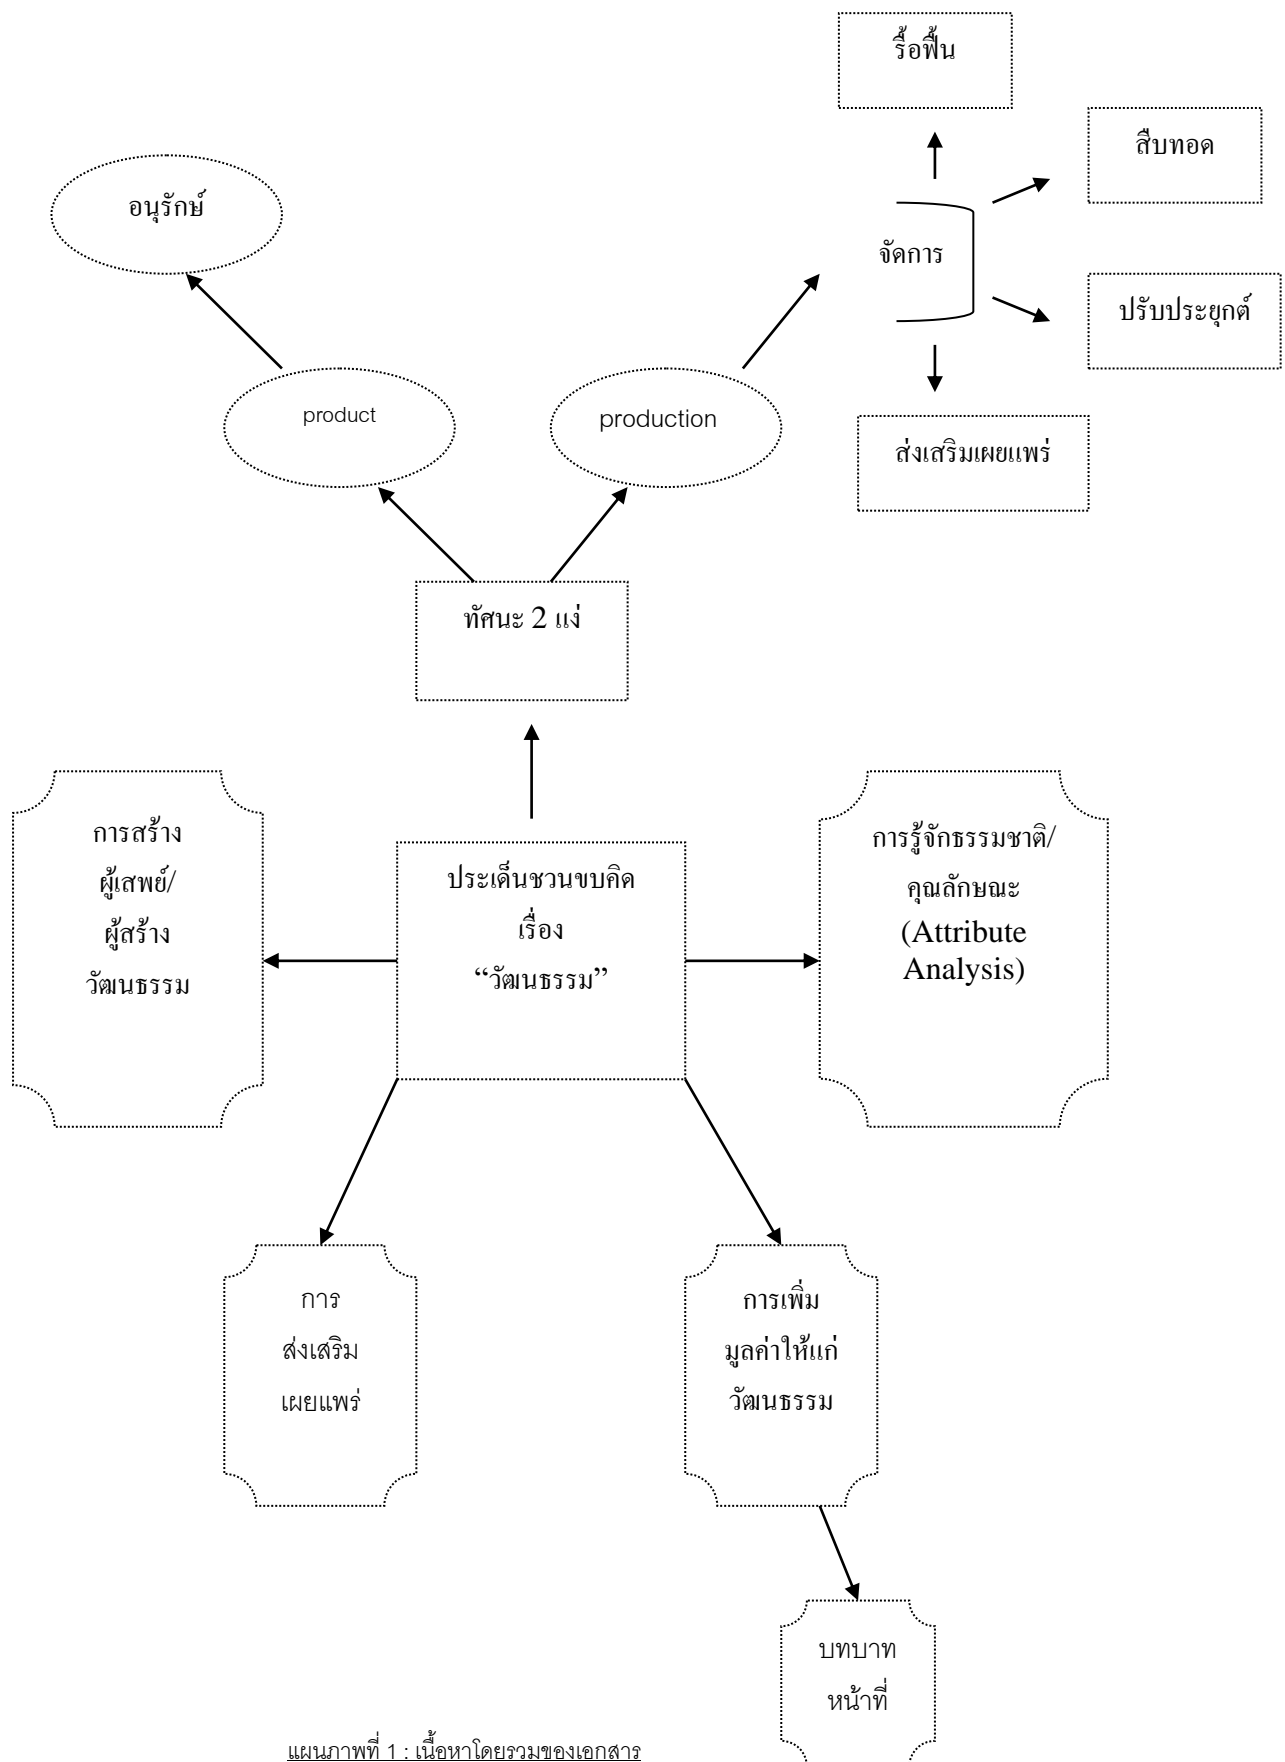 รื้อฟื้น
สืบทอด
อนุรักษ์
จัดการ
ปรับประยุกต์
product
production
ส่งเสริมเผยแพร่
ทัศนะ 2 แง่
การสร้าง
ผู้เสพย์/
ผู้สร้าง
วัฒนธรรม
ประเด็นชวนขบคิด
เรื่อง
“วัฒนธรรม”
การรู้จักธรรมชาติ/
คุณลักษณะ
(Attribute
Analysis)
การ
ส่งเสริม
เผยแพร่
การเพิ่ม
มูลค่าให้แก่
วัฒนธรรม
บทบาท
หน้าที่
แผนภาพที่ 1 : เนื้อหาโดยรวมของเอกสาร